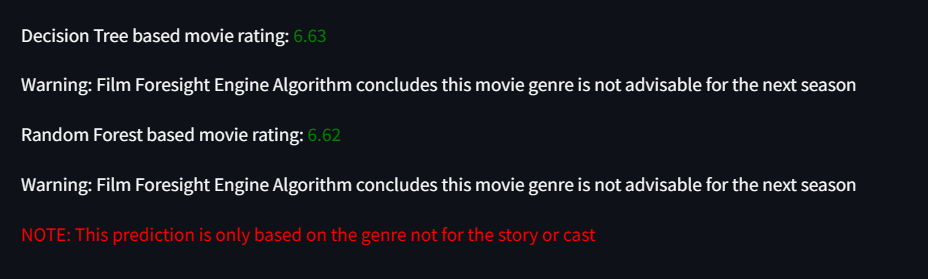 Decision Tree based movie rating: 6.63
Warning: Film Foresight Engine Algorithm concludes this movie genre is not advisable for the next season
Random Forest based movie rating: 6.62
Warning: Film Foresight Engine Algorithm concludes this movie genre is not advisable for the next season
NOTE: This prediction is only based on the genre not for the story or cast